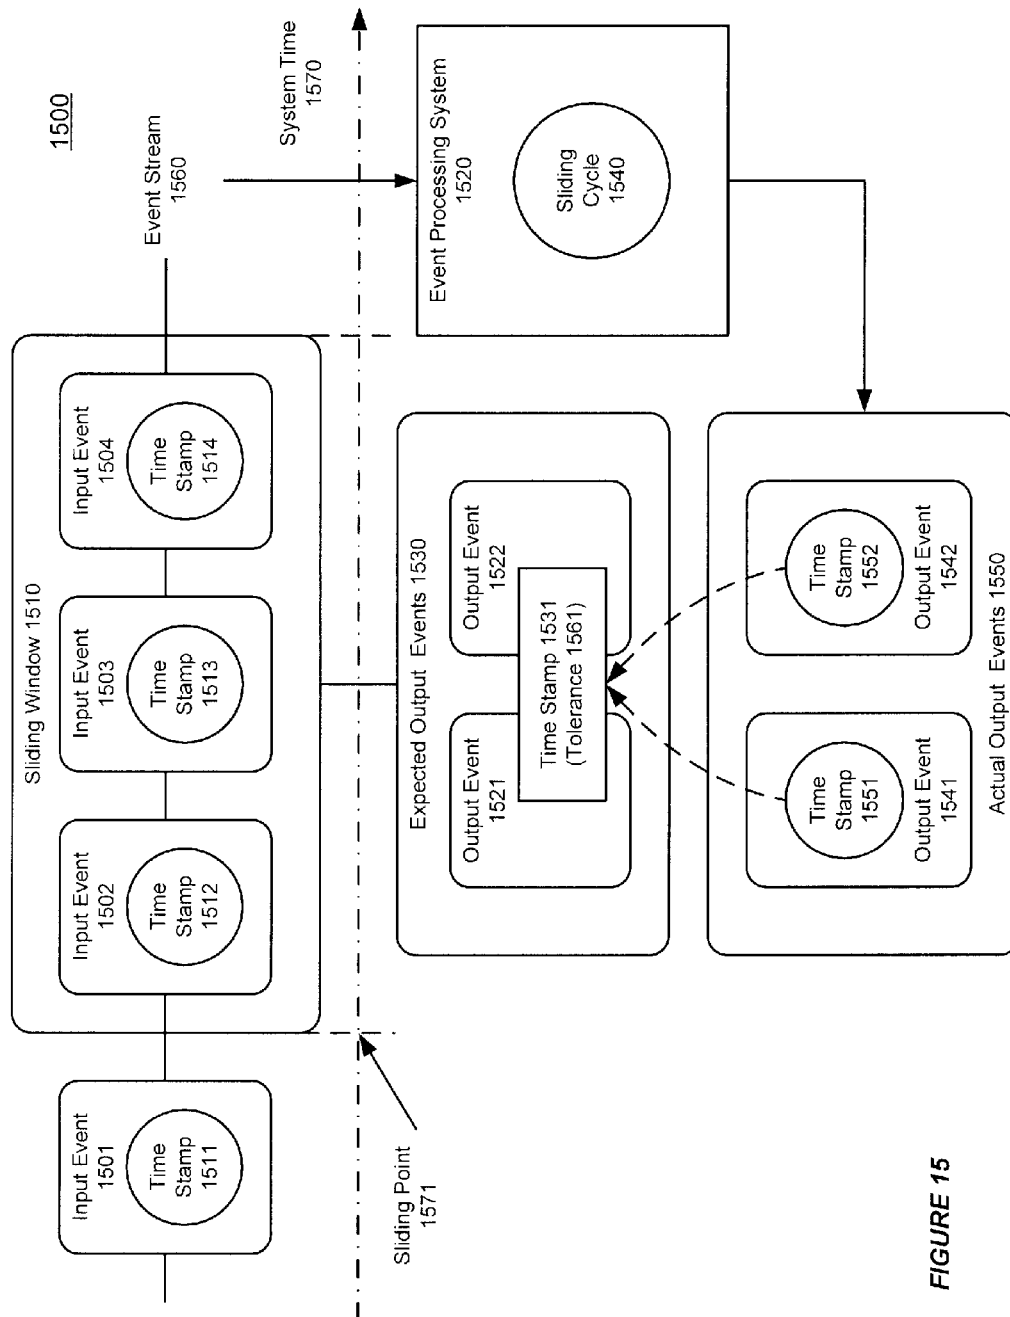 1500
Sliding Window 1510
Input Event
1501
Time
Stamp
1511
Input Event
1502
Time
Stamp
1512
Input Event
1503
Time
Stamp
1513
Input Event
1504
Time
Stamp
1514
Event Stream
1560
System Time
1570
Sliding Point
1571
Expected Output Events 1530
Output Event
1521
Output Event
1522
Time Stamp 1531
(Tolerance 1561)
Event Processing System
1520
Sliding
Cycle
1540
Time
Stamp
1551
Output Event
1541
Time
Stamp
1552
Output Event
1542
Actual Output Events 1550
FIGURE 15